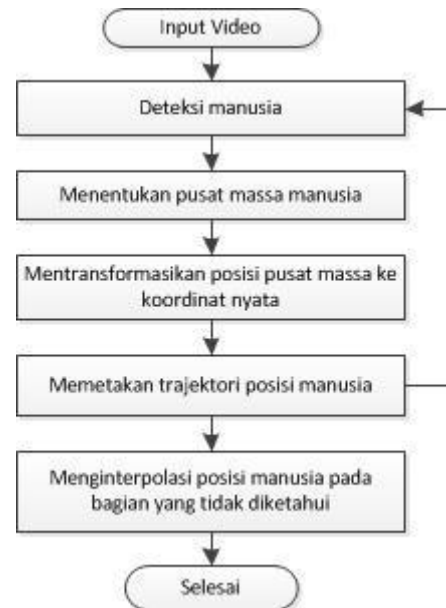 Input Video
Deteksi manusia
Menentukan pusat massa manusia
Mentransformasikan posisi pusat massa ke
koordinat nyata
Memetakan trajektori posisi manusia
Menginterpolasi posisi manusia pada
bagian yang tidak diketahui
Selesai